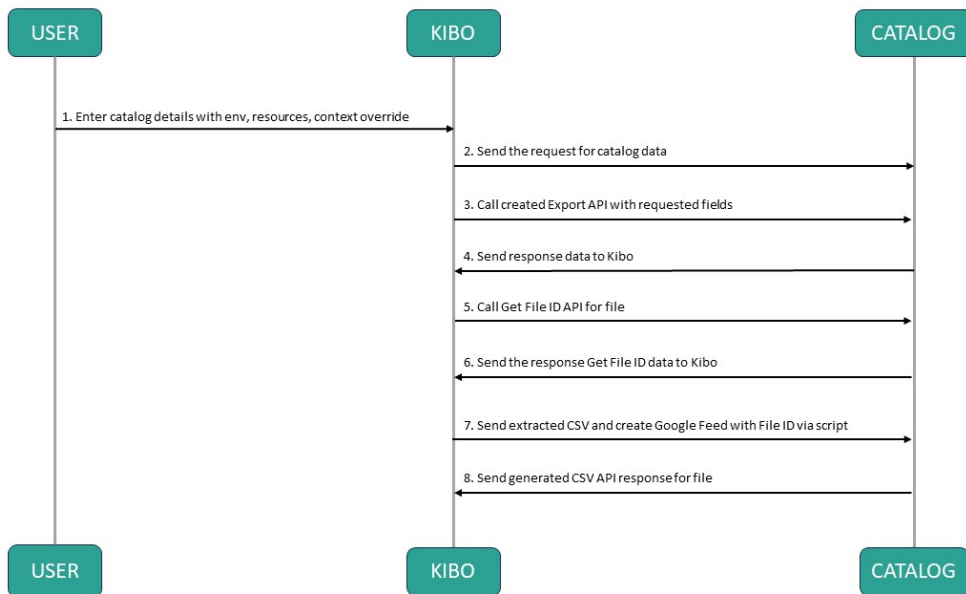 USER
KIBO
CATALOG
1. Enter catalog details with env, resources, context override
2. Send the request for catalog data
3. Call created Export API with requested fields
4. Send response data to Kibo
5. Call Get File ID API for file
6. Send the response Get File ID data to Kibo
7. Send extracted CSV and create Google Feed with File ID via script
8. Send generated CSV API response for file
USER
KIBO
CATALOG